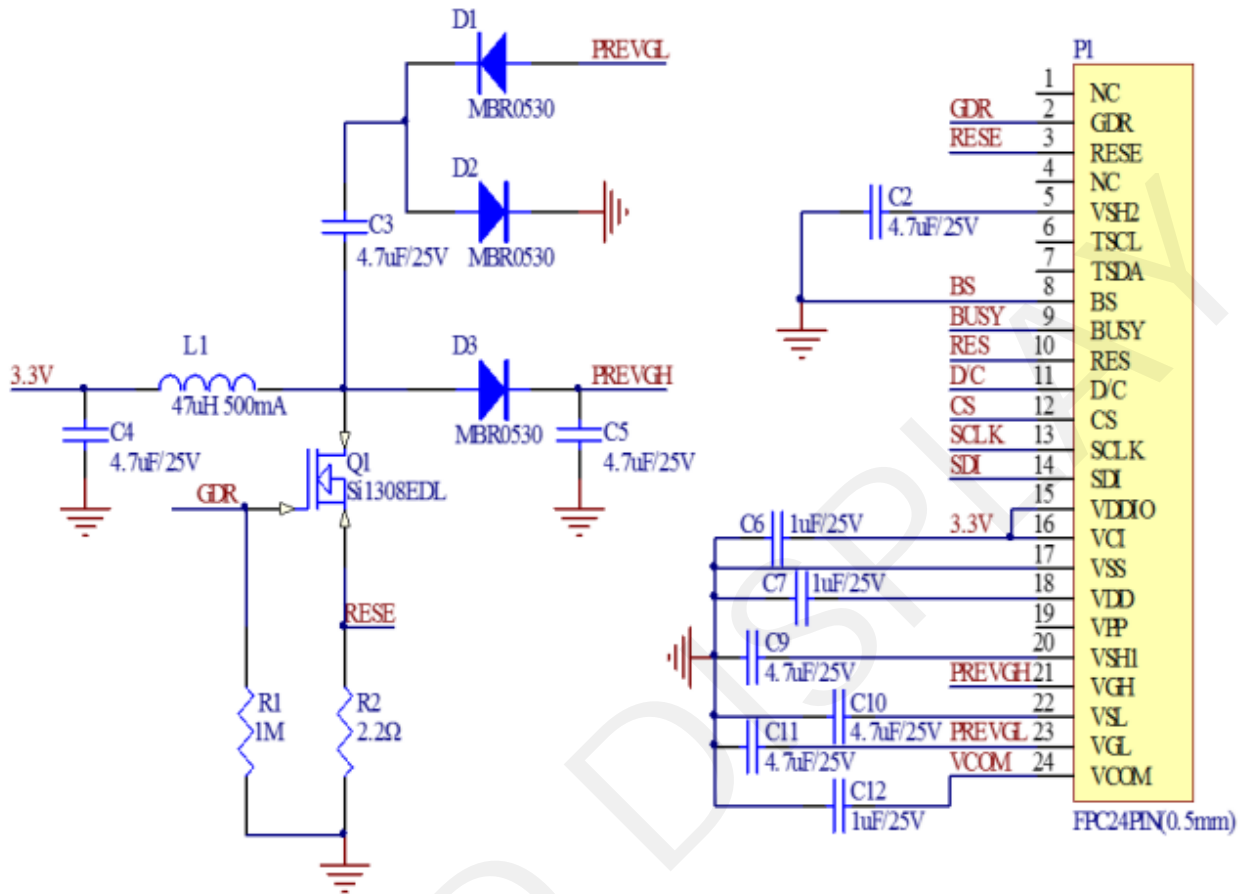 D1
PREVGL
MBR0530
D2
MBR0530
C3
4.7uF/25V
L1
3.3V
47uH 500mA
D3
PREVGH
MBR0530
C4
4.7uF/25V
C5
4.7uF/25V
Q1
Si1308EDL
GDR
RESE
R1
1M
R2
2.2Ω
P1
1 NC
GDR 2 GDR
RESE 3 RESE
4 NC
C2 5 VSH2
4.7uF/25V
6 TSCL
7 TSDA
BS 8 BS
BUSY 9 BUSY
RES 10 RES
D/C 11 D/C
CS 12 CS
SCLK 13 SCLK
SDI 14 SDI
15 VDDIO
C6 1uF/25V 3.3V 16 VCI
17 VSS
C7 1uF/25V 18 VDD
19 VPP
C9 20 VSH1
4.7uF/25V
PREVGH 21 VGH
C10 22 VSL
4.7uF/25V
C11 PREVGL 23 VGL
4.7uF/25V
VCOM 24 VCOM
C12
1uF/25V
FPC24PIN(0.5mm)
DISPLAY